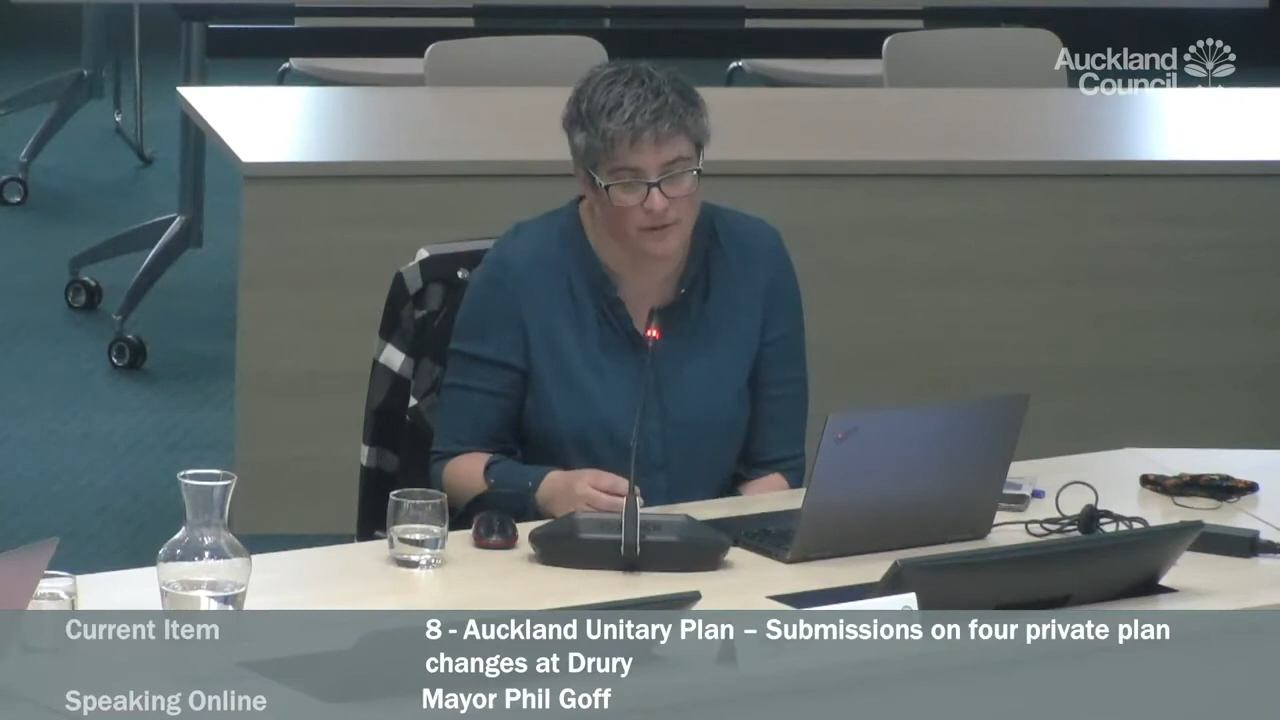 Auckland
Council
Current Item
8 - Auckland Unitary Plan – Submissions on four private plan
changes at Drury
Speaking Online
Mayor Phil Goff